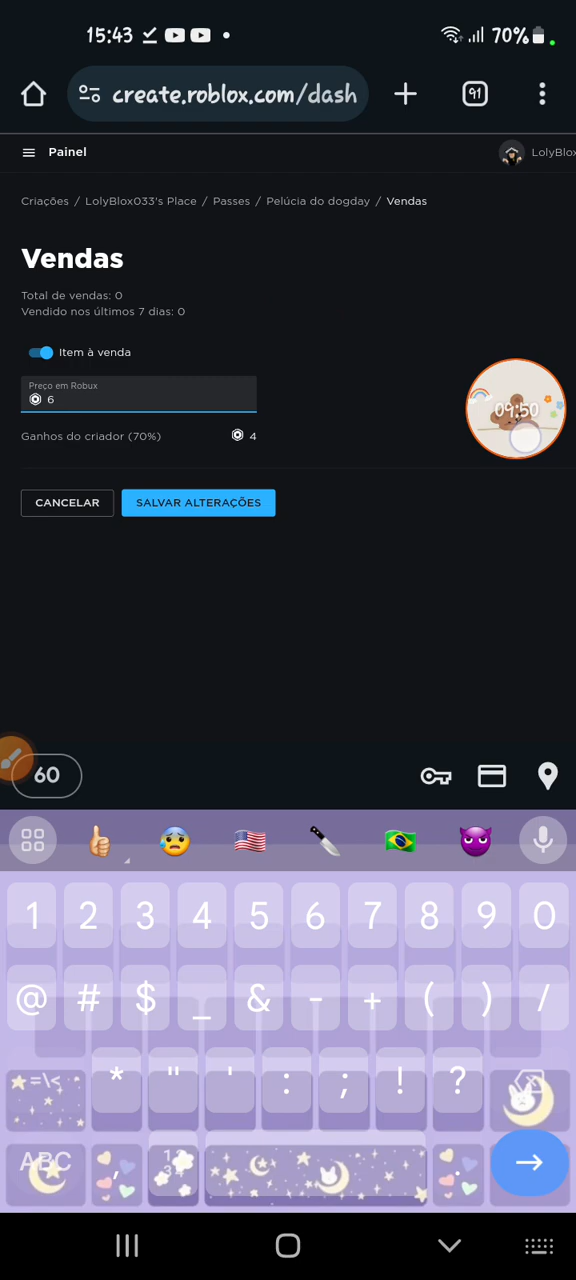 15:43
70%
create.roblox.com/dash
91
Painel
LolyBlox
Criações / LolyBlox033's Place / Passes / Pelúcia do dogday / Vendas
Vendas
Total de vendas: 0
Vendido nos últimos 7 dias: 0
Item à venda
Preço em Robux
6
09:50
Ganhos do criador (70%)
4
CANCELAR
SALVAR ALTERAÇÕES
60
1 2 3 4 5 6 7 8 9 0
@ # $ _ & - + ( ) /
=\< * " ' : ; ! ?
ABC , .